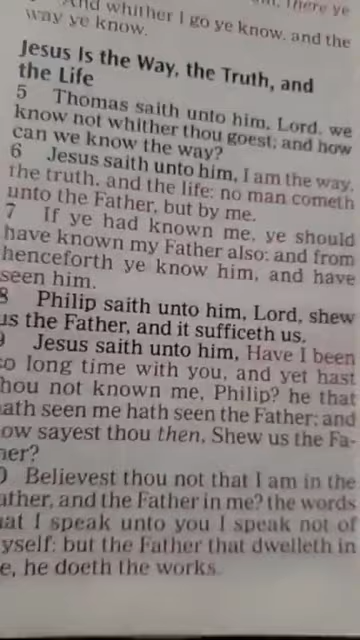 And whither I go ye know, and the
way ye know.
Jesus Is the Way, the Truth, and
the Life
5 Thomas saith unto him, Lord, we
know not whither thou goest; and how
can we know the way?
6 Jesus saith unto him, I am the way,
the truth, and the life: no man cometh
unto the Father, but by me.
7 If ye had known me, ye should
have known my Father also: and from
henceforth ye know him, and have
seen him.
8 Philip saith unto him, Lord, shew
us the Father, and it sufficeth us.
9 Jesus saith unto him, Have I been
so long time with you, and yet hast
thou not known me, Philip? he that
hath seen me hath seen the Father; and
how sayest thou then, Shew us the Fa-
ther?
0 Believest thou not that I am in the
ather, and the Father in me? the words
hat I speak unto you I speak not of
yself: but the Father that dwelleth in
e, he doeth the works.